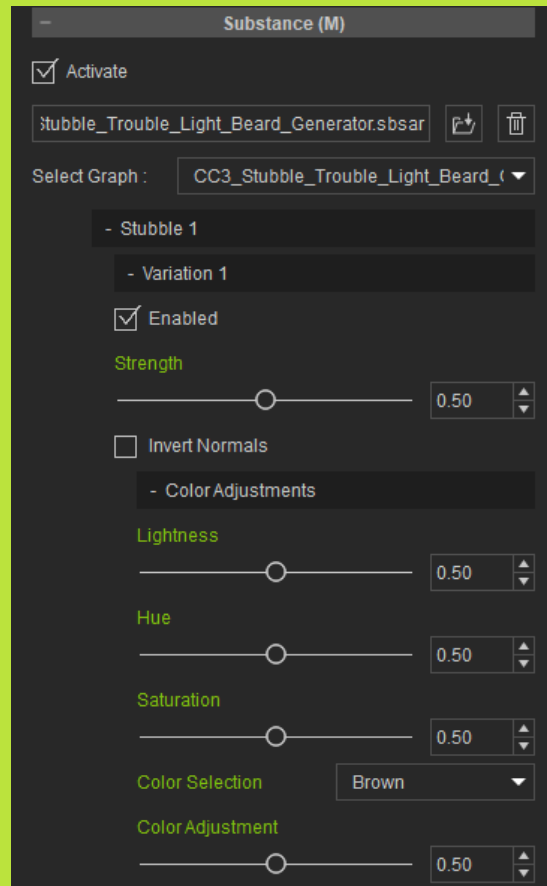 Substance (M)
Activate
Stubble_Trouble_Light_Beard_Generator.sbsar
Select Graph :
CC3_Stubble_Trouble_Light_Beard_(
- Stubble 1
- Variation 1
Enabled
Strength
0.50
Invert Normals
- Color Adjustments
Lightness
0.50
Hue
0.50
Saturation
0.50
Color Selection
Brown
Color Adjustment
0.50